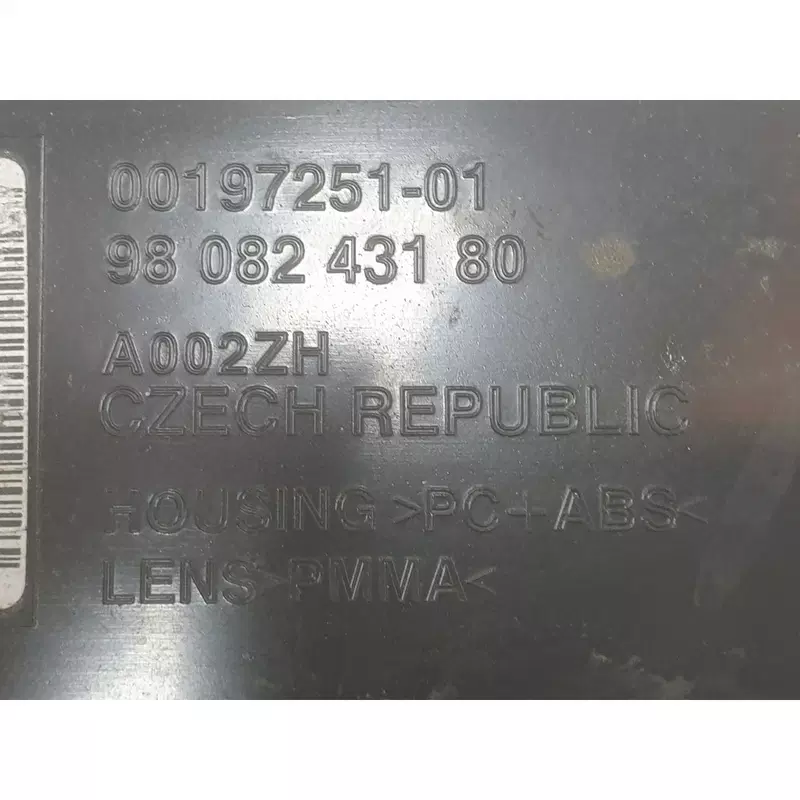 00197251-01
98 082 431 80
A002ZH
CZECH REPUBLIC
HOUSING >PC+ABS<
LENS >PMMA<